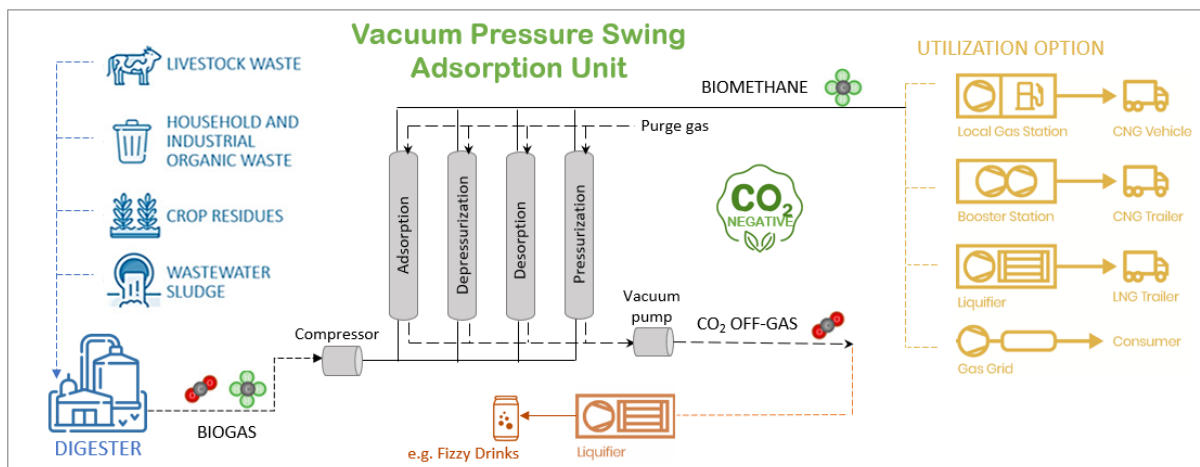 Vacuum Pressure Swing
Adsorption Unit
LIVESTOCK WASTE
HOUSEHOLD AND
INDUSTRIAL
ORGANIC WASTE
CROP RESIDUES
WASTEWATER
SLUDGE
DIGESTER
BIOGAS
Compressor
Adsorption
Depressurization
Desorption
Pressurization
Purge gas
BIOMETHANE
C
CO2
NEGATIVE
Vacuum
pump
CO₂ OFF-GAS
O C O
O C O
C
Liquifier
e.g. Fizzy Drinks
UTILIZATION OPTION
Local Gas Station
CNG Vehicle
Booster Station
CNG Trailer
Liquifier
LNG Trailer
Gas Grid
Consumer